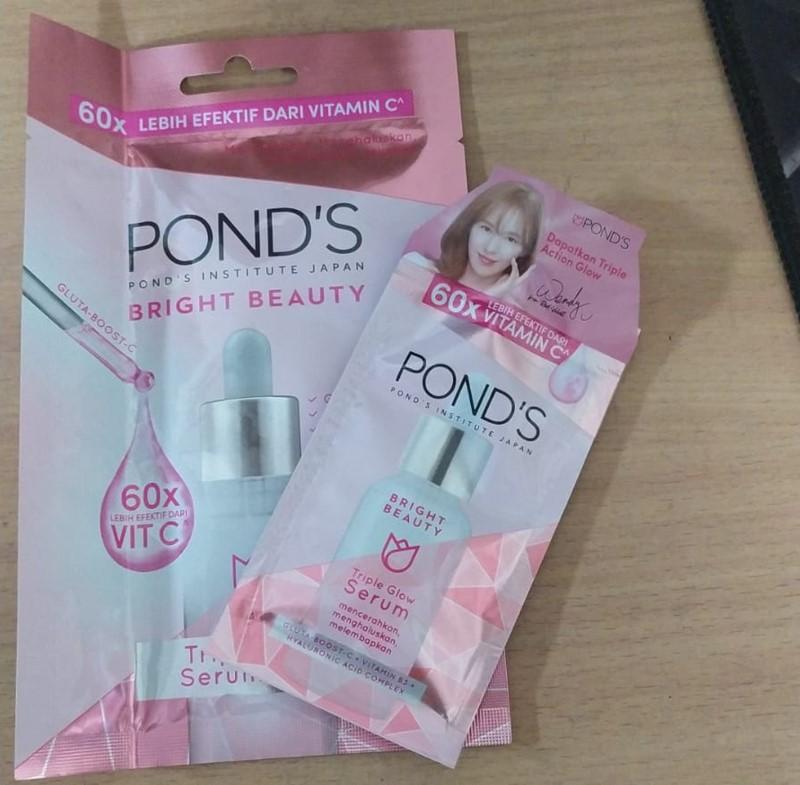 60x LEBIH EFEKTIF DARI VITAMIN C^
menghaluskan,
POND'S
POND'S INSTITUTE JAPAN
BRIGHT BEAUTY
GLUTA-BOOST-C
60x
LEBIH EFEKTIF DARI
VIT C^
Serum
POND'S
Dapatkan Triple
Action Glow
Wendy
60x LEBIH EFEKTIF DARI
VITAMIN C^
POND'S
POND'S INSTITUTE JAPAN
BRIGHT
BEAUTY
Triple Glow
Serum
mencerahkan,
menghaluskan,
melembapkan
GLUTA-BOOST-C + VITAMIN B3 +
HYALURONIC ACID COMPLEX